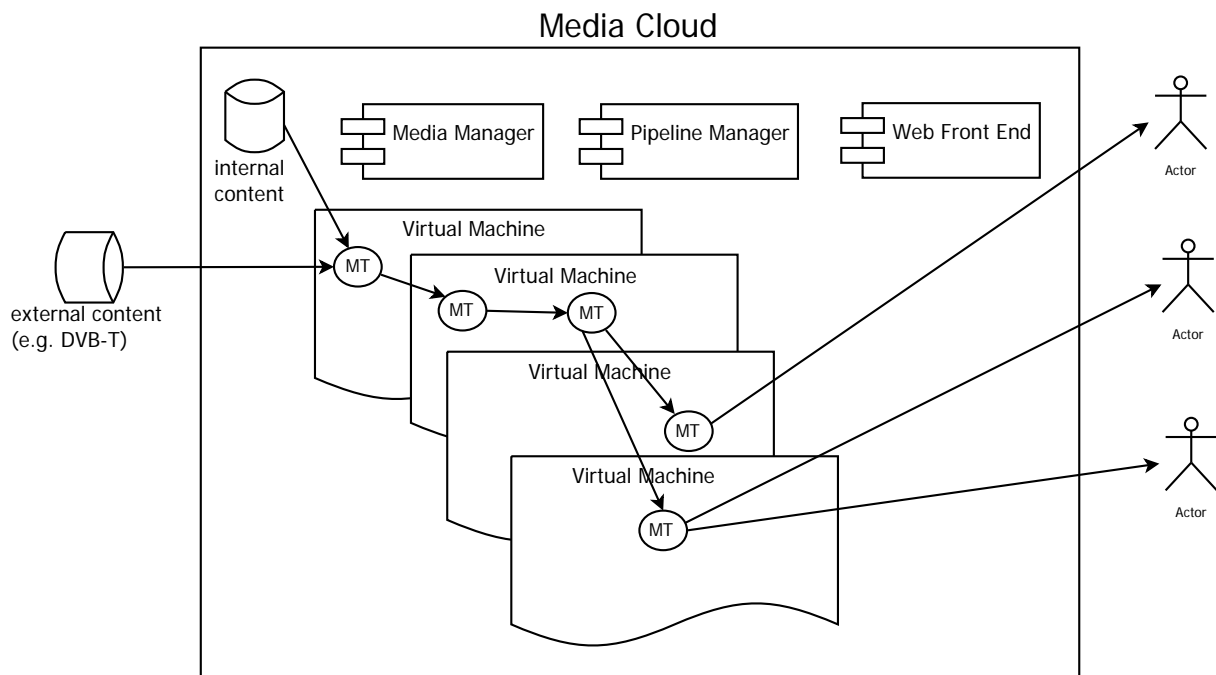 Media Cloud
Media Manager
Pipeline Manager
Web Front End
internal
content
Actor
Virtual Machine
MT
Virtual Machine
MT
MT
external content
(e.g. DVB-T)
Actor
Virtual Machine
MT
Virtual Machine
MT
Actor